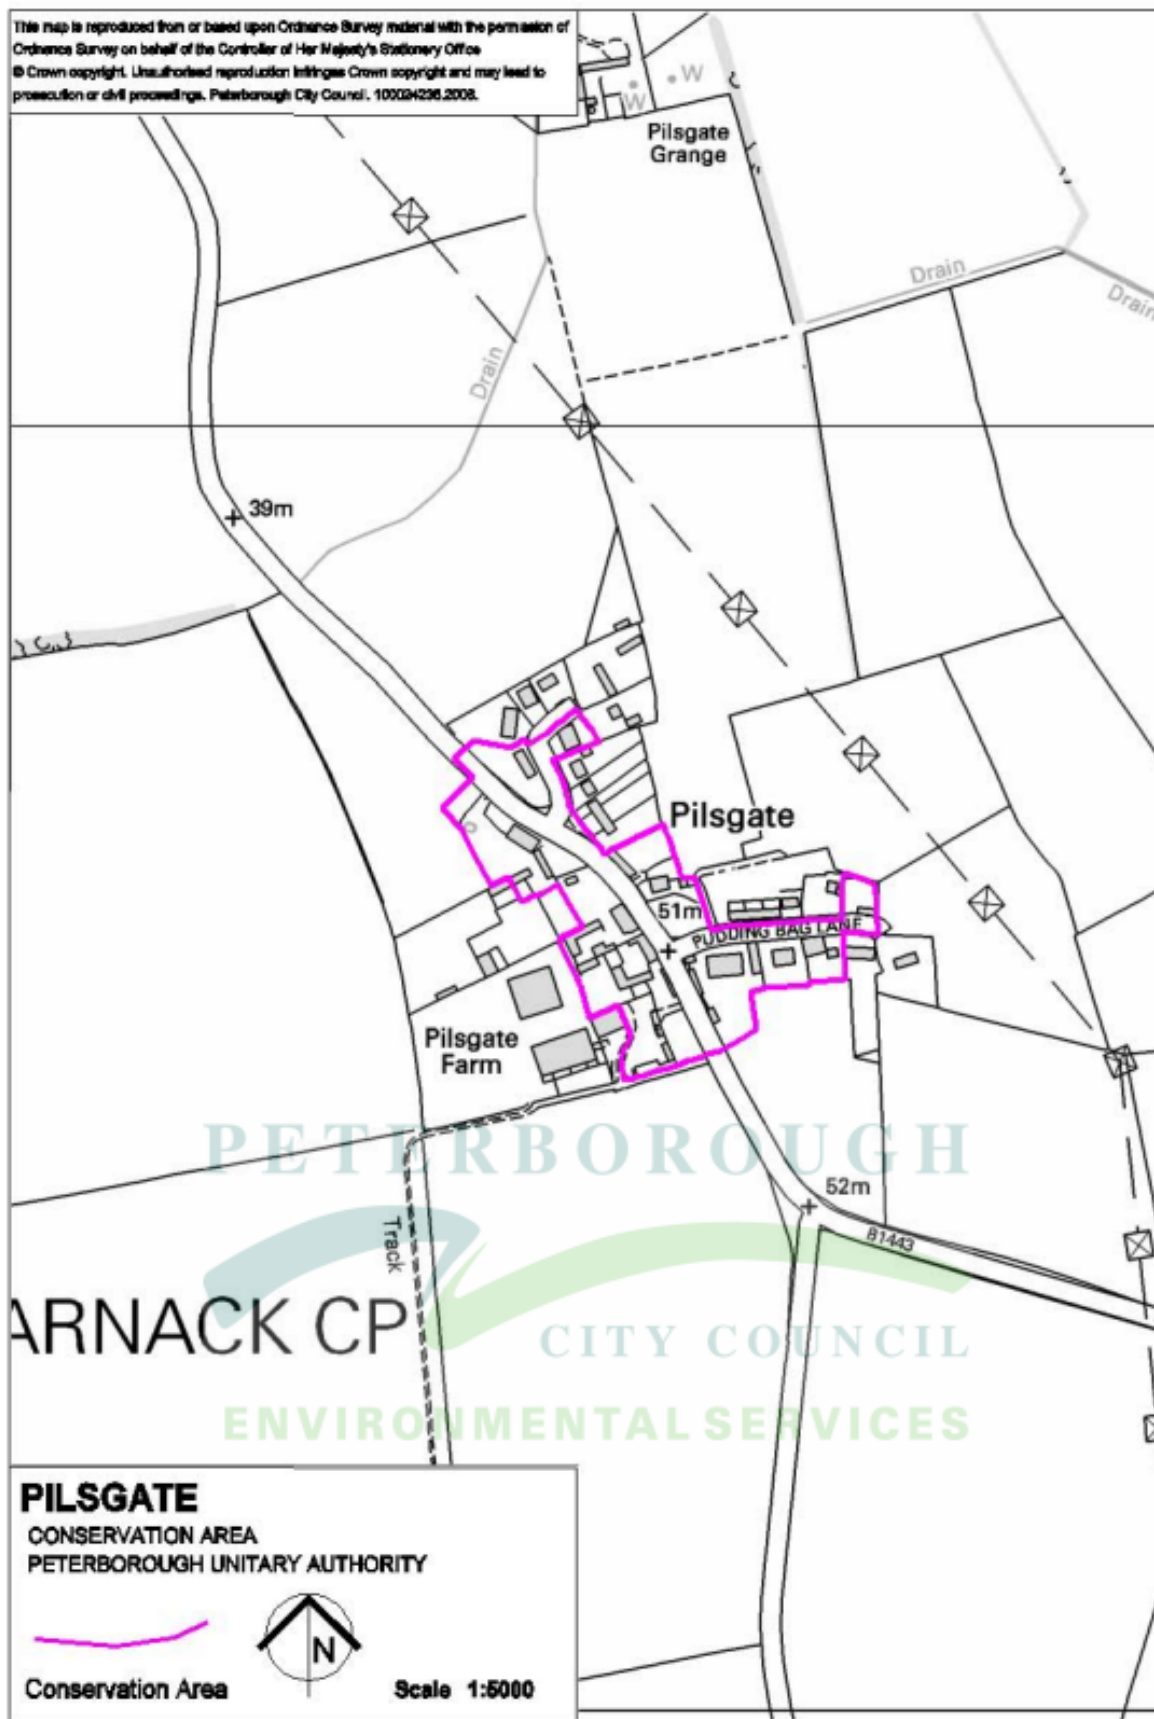 This map is reproduced from or based upon Ordnance Survey material with the permission of
Ordnance Survey on behalf of the Controller of Her Majesty's Stationery Office
© Crown copyright. Unauthorised reproduction infringes Crown copyright and may lead to
prosecution or civil proceedings. Peterborough City Council. 100024236.2008.
W
W
Pilsgate
Grange
Drain
Drain
Drain
39m
Pilsgate
51m
PUDDING BAG LANE
Pilsgate
Farm
PETERBOROUGH
52m
B1443
Track
ARNACK CP
CITY COUNCIL
ENVIRONMENTAL SERVICES
PILSGATE
CONSERVATION AREA
PETERBOROUGH UNITARY AUTHORITY
N
Conservation Area
Scale 1:5000